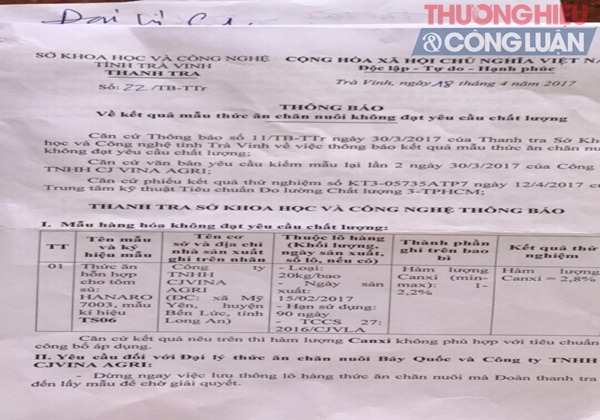 Đại lý
THƯƠNGHIỆU
& CÔNG LUẬN
SỞ KHOA HỌC VÀ CÔNG NGHỆ
TỈNH TRÀ VINH
THANH TRA
Số: 22/TB-TTr
CỘNG HÒA XÃ HỘI CHỦ NGHĨA VIỆT NA
Độc lập - Tự do - Hạnh phúc
Trà Vinh, ngày 18 tháng 4 năm 2017
THÔNG BÁO
Về kết quả mẫu thức ăn chăn nuôi không đạt yêu cầu chất lượng
Căn cứ Thông báo số 11/TB-TTr ngày 30/3/2017 của Thanh tra Sở Kh
học và Công nghệ tỉnh Trà Vinh về việc thông báo kết quả mẫu thức ăn chăn nu
không đạt yêu cầu chất lượng;
Căn cứ văn bản yêu cầu kiểm mẫu lại lần 2 ngày 30/3/2017 của Công
TNHH CJ VINA AGRI;
Căn cứ phiếu kết quả thử nghiệm số KT3-05735ATP7 ngày 12/4/2017 c
Trung tâm kỹ thuật Tiêu chuẩn Đo lường Chất lượng 3-TPHCM;
THANH TRA SỞ KHOA HỌC VÀ CÔNG NGHỆ THÔNG BÁO
I. Mẫu hàng hóa không đạt yêu cầu chất lượng:
TT
Tên mẫu
và ký
hiệu mẫu
Tên cơ
sở và địa chỉ
nhà sản xuất
ghi trên nhãn
Thuộc lô hàng
(Khối lượng,
ngày sản xuất,
số lô, nếu có)
Thành phần
ghi trên bao
bì
Kết quả thử
nghiệm
01
Thức ăn
hỗn hợp
cho tôm
sú:
HANARO
7003, mẫu
kí hiệu
TS06
Công ty
TNHH
CJVINA
AGRI
(ĐC: xã Mỹ
Yên, huyện
Bến Lức, tỉnh
Long An)
- Loại:
20kg/bao
- Ngày sản
xuất:
15/02/2017
- Hạn sử dụng:
90 ngày
- TCCS 27:
2016/CJVLA
Hàm lượng
Canxi (min-
max): 1-
2,2%
Hàm lượng
Canxi = 2,8%
Căn cứ kết quả nêu trên thì hàm lượng Canxi không phù hợp với tiêu chuẩn
công bố áp dụng.
II. Yêu cầu đối với Đại lý thức ăn chăn nuôi Bảy Quốc và Công ty TNHH
CJVINA AGRI:
- Dừng ngay việc lưu thông lô hàng thức ăn chăn nuôi mà Đoàn thanh tra
đến lấy mẫu để chờ giải quyết.